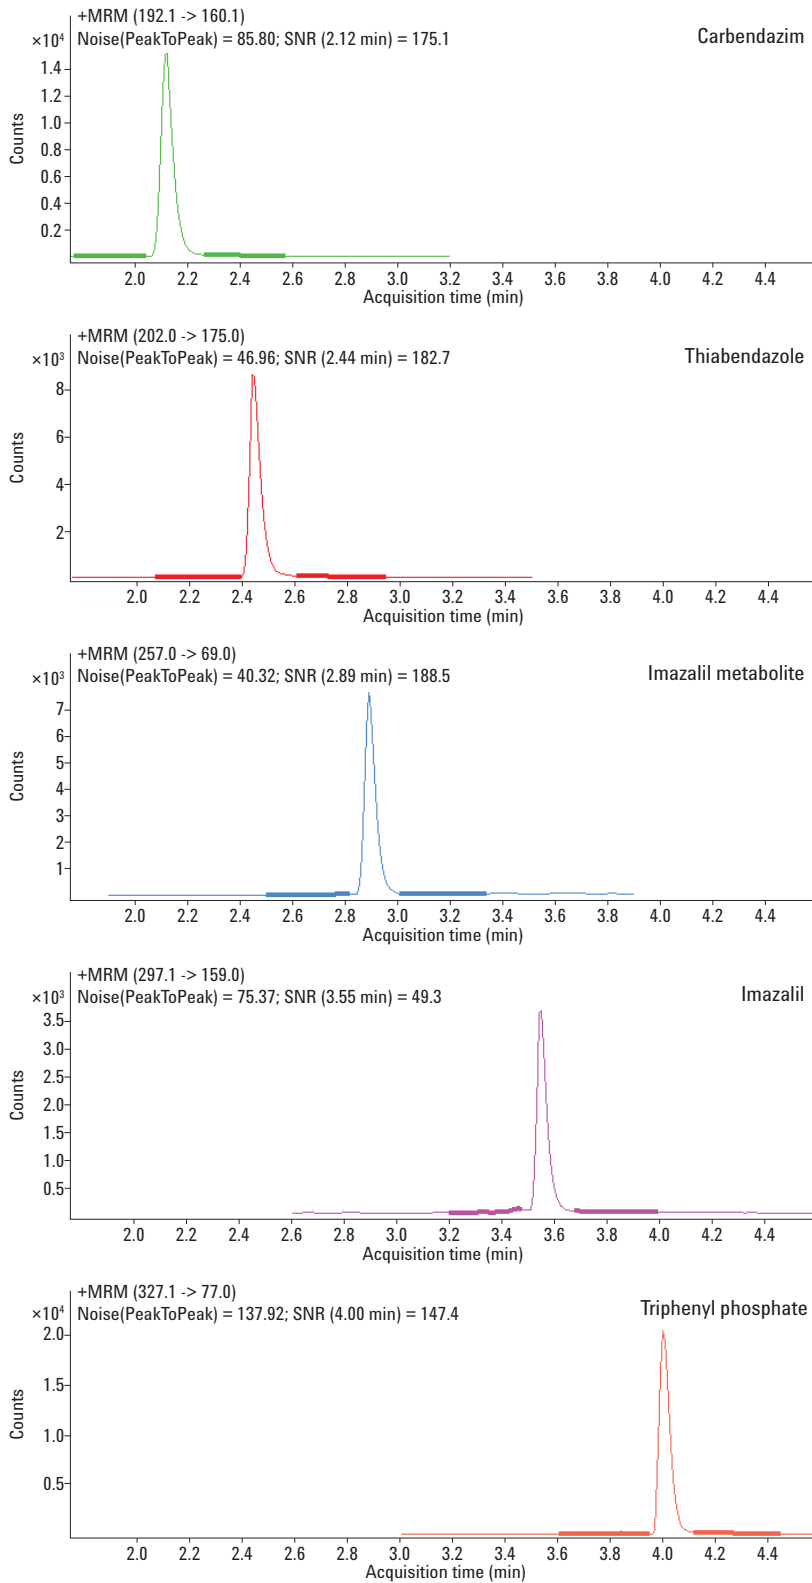 +MRM (192.1 -> 160.1)
Noise(PeakToPeak) = 85.80; SNR (2.12 min) = 175.1
Carbendazim
×10⁴
1.4
1.2
1.0
0.8
0.6
0.4
0.2
Counts
2.0 2.2 2.4 2.6 2.8 3.0 3.2 3.4 3.6 3.8 4.0 4.2 4.4
Acquisition time (min)
+MRM (202.0 -> 175.0)
Noise(PeakToPeak) = 46.96; SNR (2.44 min) = 182.7
Thiabendazole
×10³
8
6
4
2
Counts
2.0 2.2 2.4 2.6 2.8 3.0 3.2 3.4 3.6 3.8 4.0 4.2 4.4
Acquisition time (min)
+MRM (257.0 -> 69.0)
Noise(PeakToPeak) = 40.32; SNR (2.89 min) = 188.5
Imazalil metabolite
×10³
7
6
5
4
3
2
1
Counts
2.0 2.2 2.4 2.6 2.8 3.0 3.2 3.4 3.6 3.8 4.0 4.2 4.4
Acquisition time (min)
+MRM (297.1 -> 159.0)
Noise(PeakToPeak) = 75.37; SNR (3.55 min) = 49.3
Imazalil
×10³
3.5
3.0
2.5
2.0
1.5
1.0
0.5
Counts
2.0 2.2 2.4 2.6 2.8 3.0 3.2 3.4 3.6 3.8 4.0 4.2 4.4
Acquisition time (min)
+MRM (327.1 -> 77.0)
Noise(PeakToPeak) = 137.92; SNR (4.00 min) = 147.4
Triphenyl phosphate
×10⁴
2.0
1.5
1.0
0.5
Counts
2.0 2.2 2.4 2.6 2.8 3.0 3.2 3.4 3.6 3.8 4.0 4.2 4.4
Acquisition time (min)